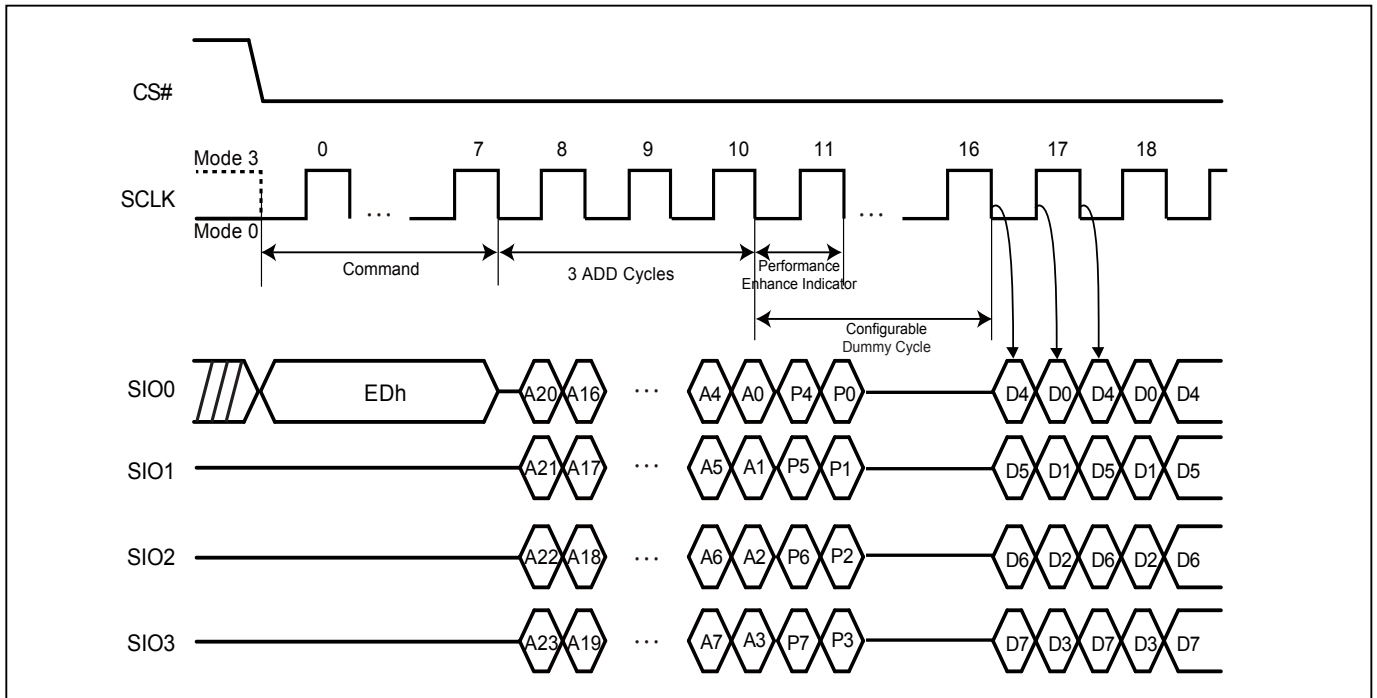 CS#
0 7 8 9 10 11 16 17 18
Mode 3
SCLK
... ...
Mode 0
Command
3 ADD Cycles
Performance
Enhance Indicator
Configurable
Dummy Cycle
SIO0 EDh A20 A16 ... A4 A0 P4 P0 D4 D0 D4 D0 D4
SIO1 A21 A17 ... A5 A1 P5 P1 D5 D1 D5 D1 D5
SIO2 A22 A18 ... A6 A2 P6 P2 D6 D2 D6 D2 D6
SIO3 A23 A19 ... A7 A3 P7 P3 D7 D3 D7 D3 D7